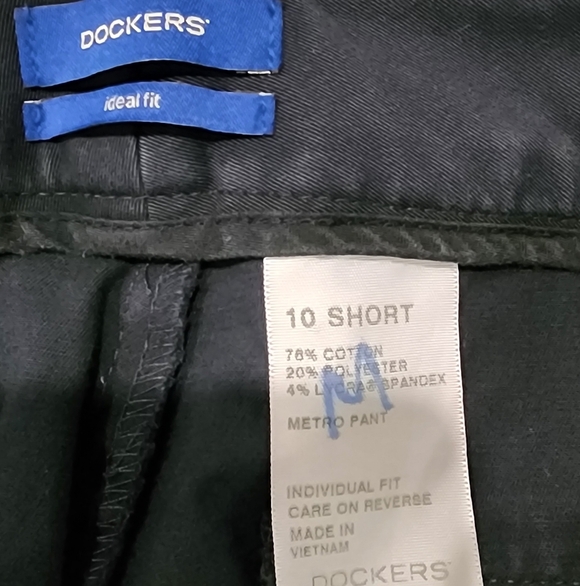 DOCKERS
ideal fit
10 SHORT
76% COTTON
20% POLYESTER
4% LYCRA® SPANDEX
METRO PANT
M
INDIVIDUAL FIT
CARE ON REVERSE
MADE IN
VIETNAM
DOCKERS